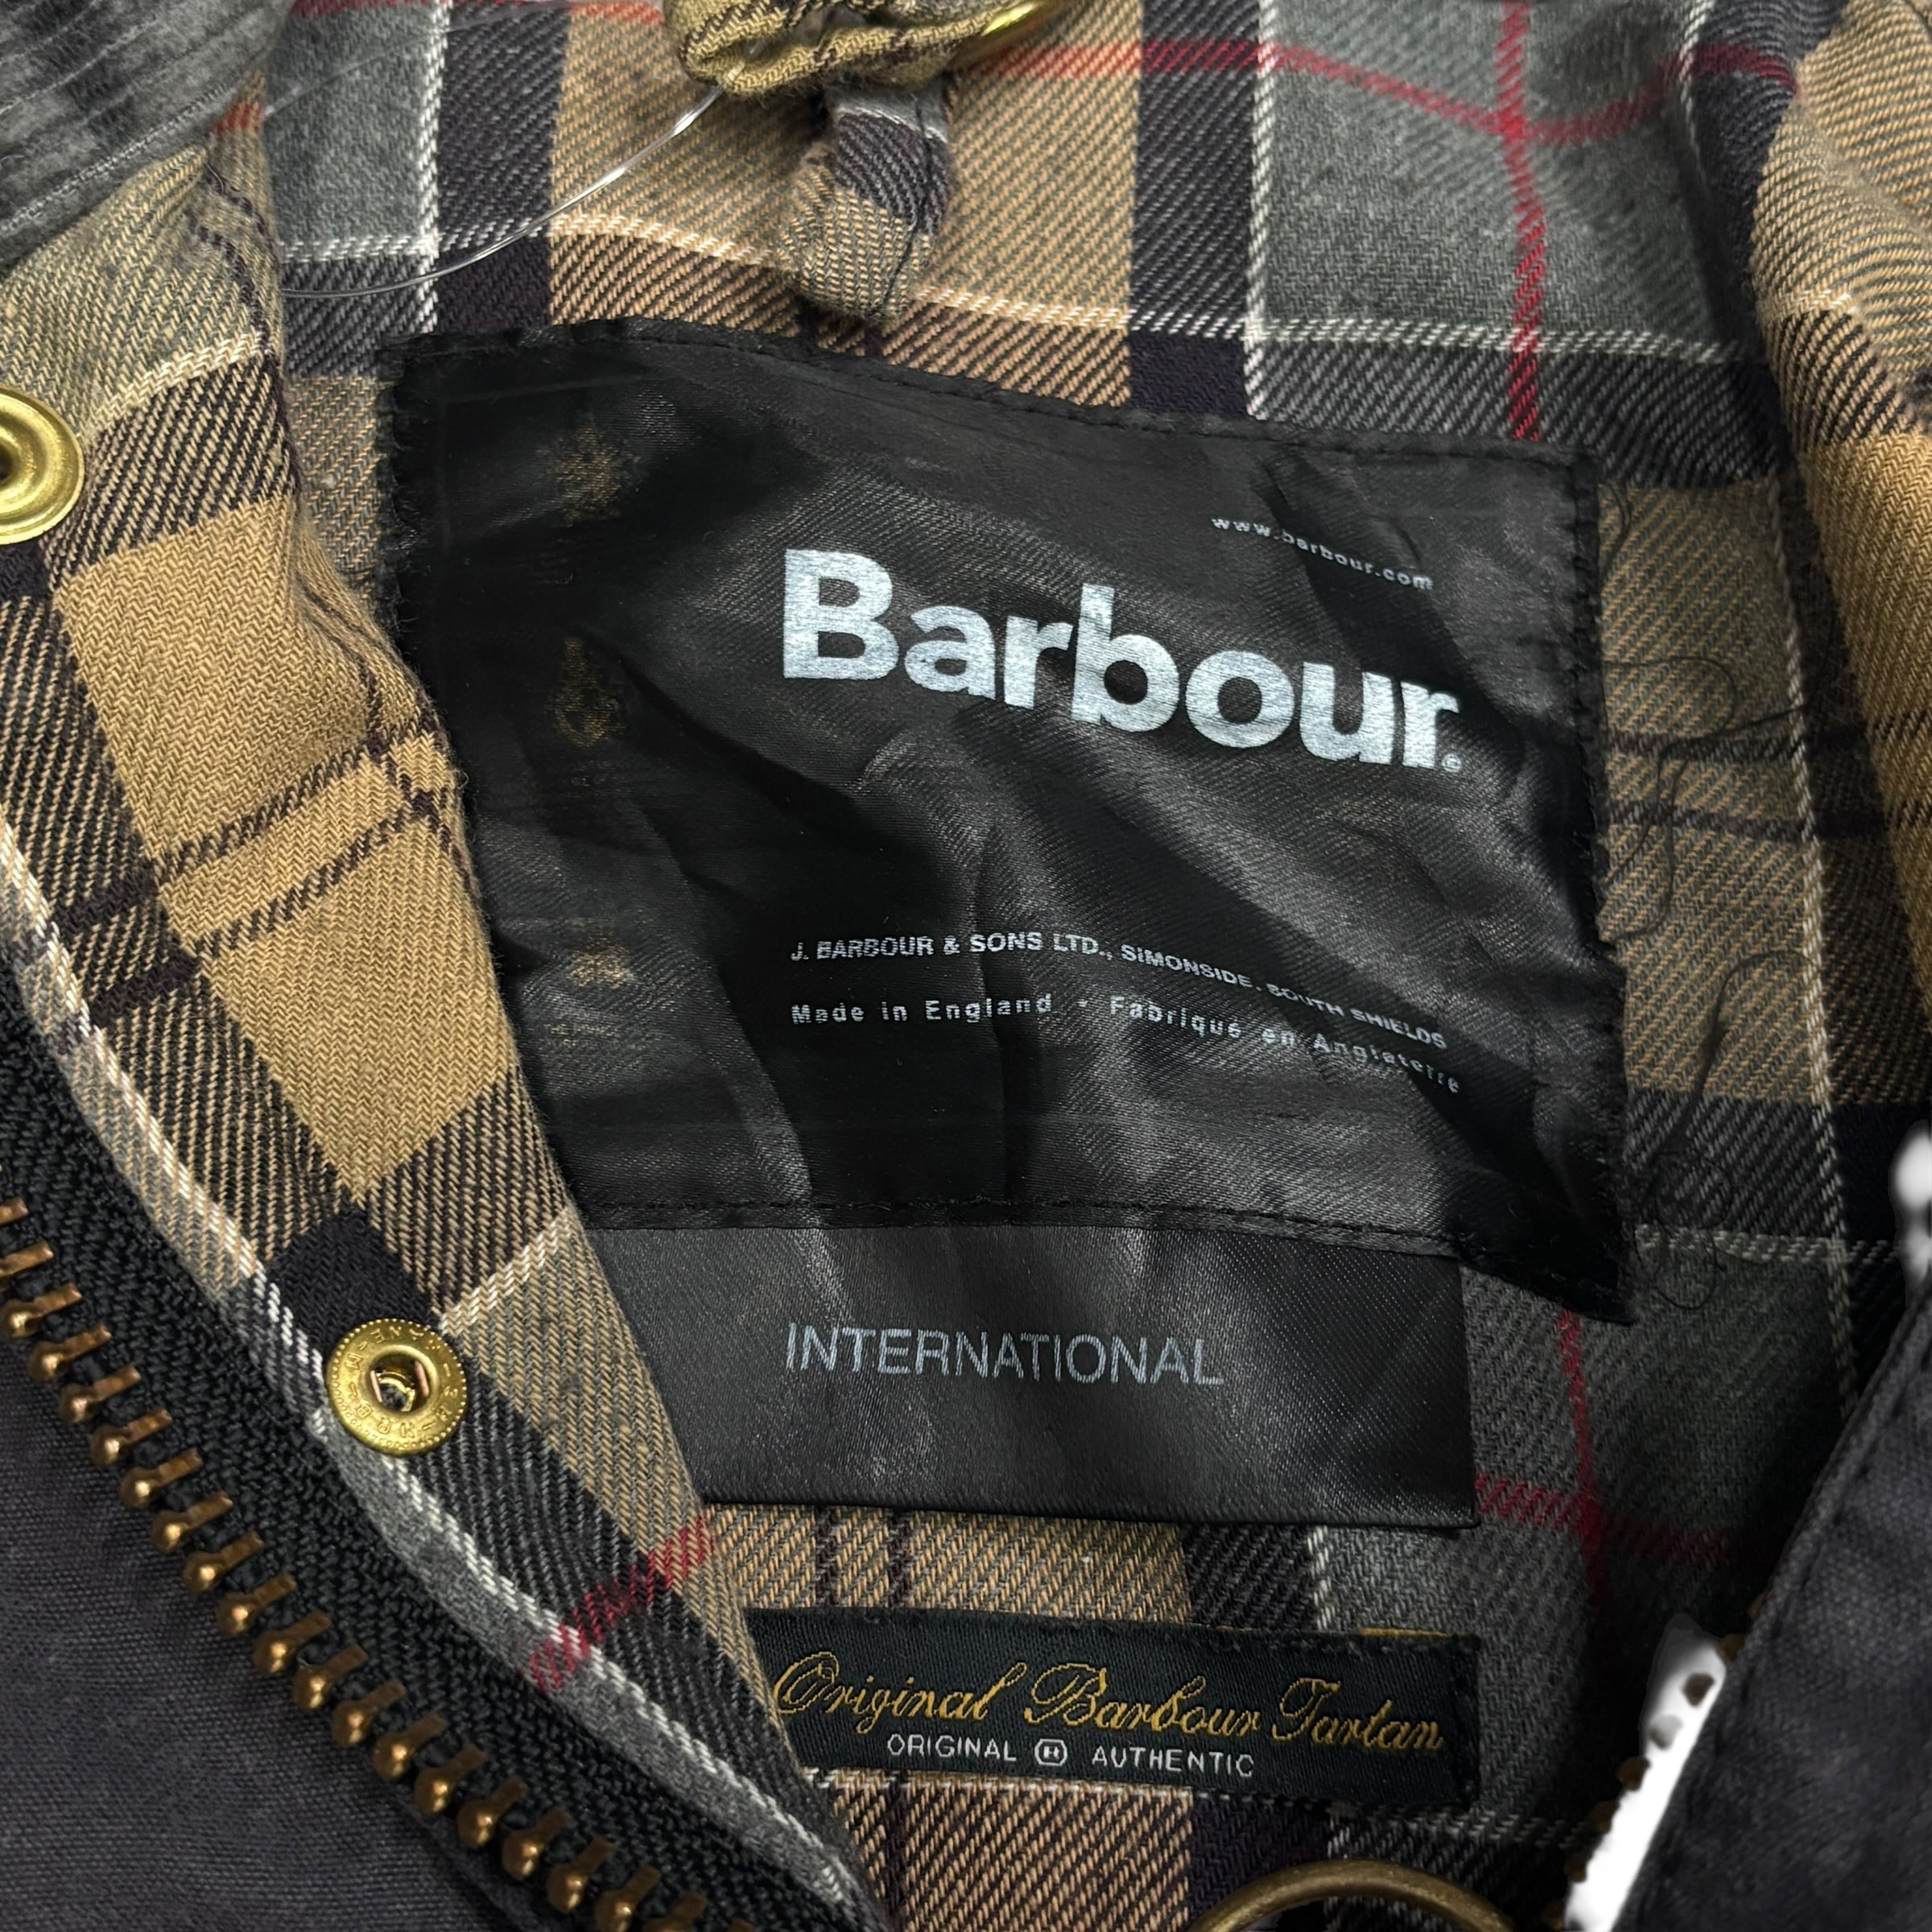 www.barbour.com
Barbour®
J. BARBOUR & SONS LTD., SIMONSIDE. SOUTH SHIELDS
Made in England · Fabriqué en Angleterre
INTERNATIONAL
Original Barbour Tartan
ORIGINAL ® AUTHENTIC